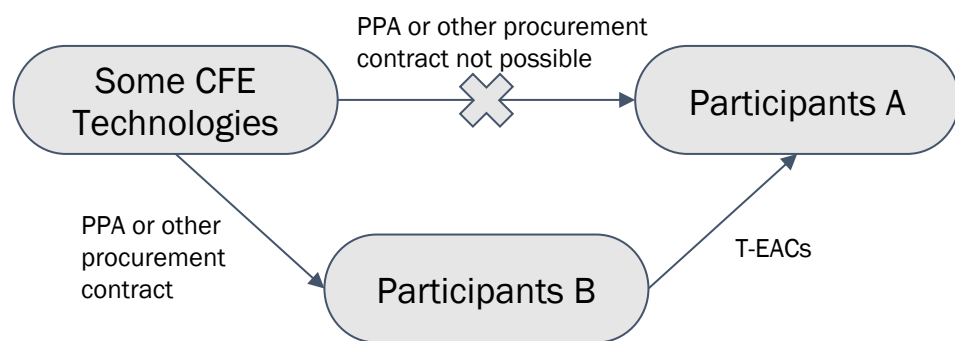 PPA or other procurement
contract not possible
Some CFE
Technologies
Participants A
PPA or other
procurement
contract
T-EACs
Participants B